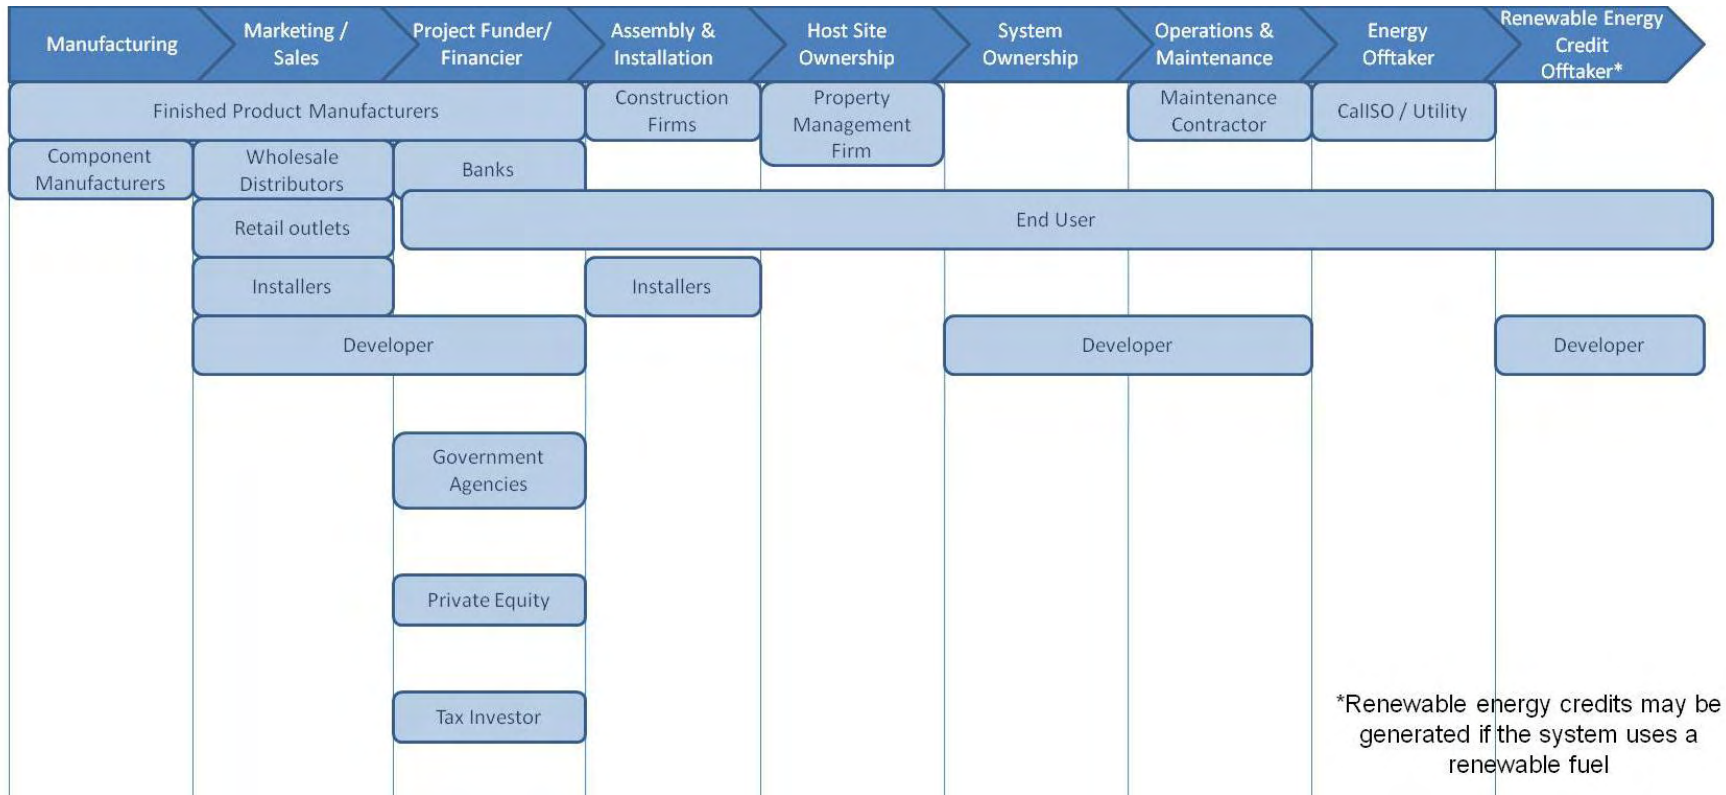 Manufacturing
Marketing /
Sales
Project Funder/
Financier
Assembly &
Installation
Host Site
Ownership
System
Ownership
Operations &
Maintenance
Energy
Offtaker
Renewable Energy
Credit
Offtaker*
Finished Product Manufacturers
Construction
Firms
Property
Management
Firm
Maintenance
Contractor
CalISO / Utility
Component
Manufacturers
Wholesale
Distributors
Banks
Retail outlets
End User
Installers
Installers
Developer
Developer
Developer
Government
Agencies
Private Equity
Tax Investor
*Renewable energy credits may be
generated if the system uses a
renewable fuel